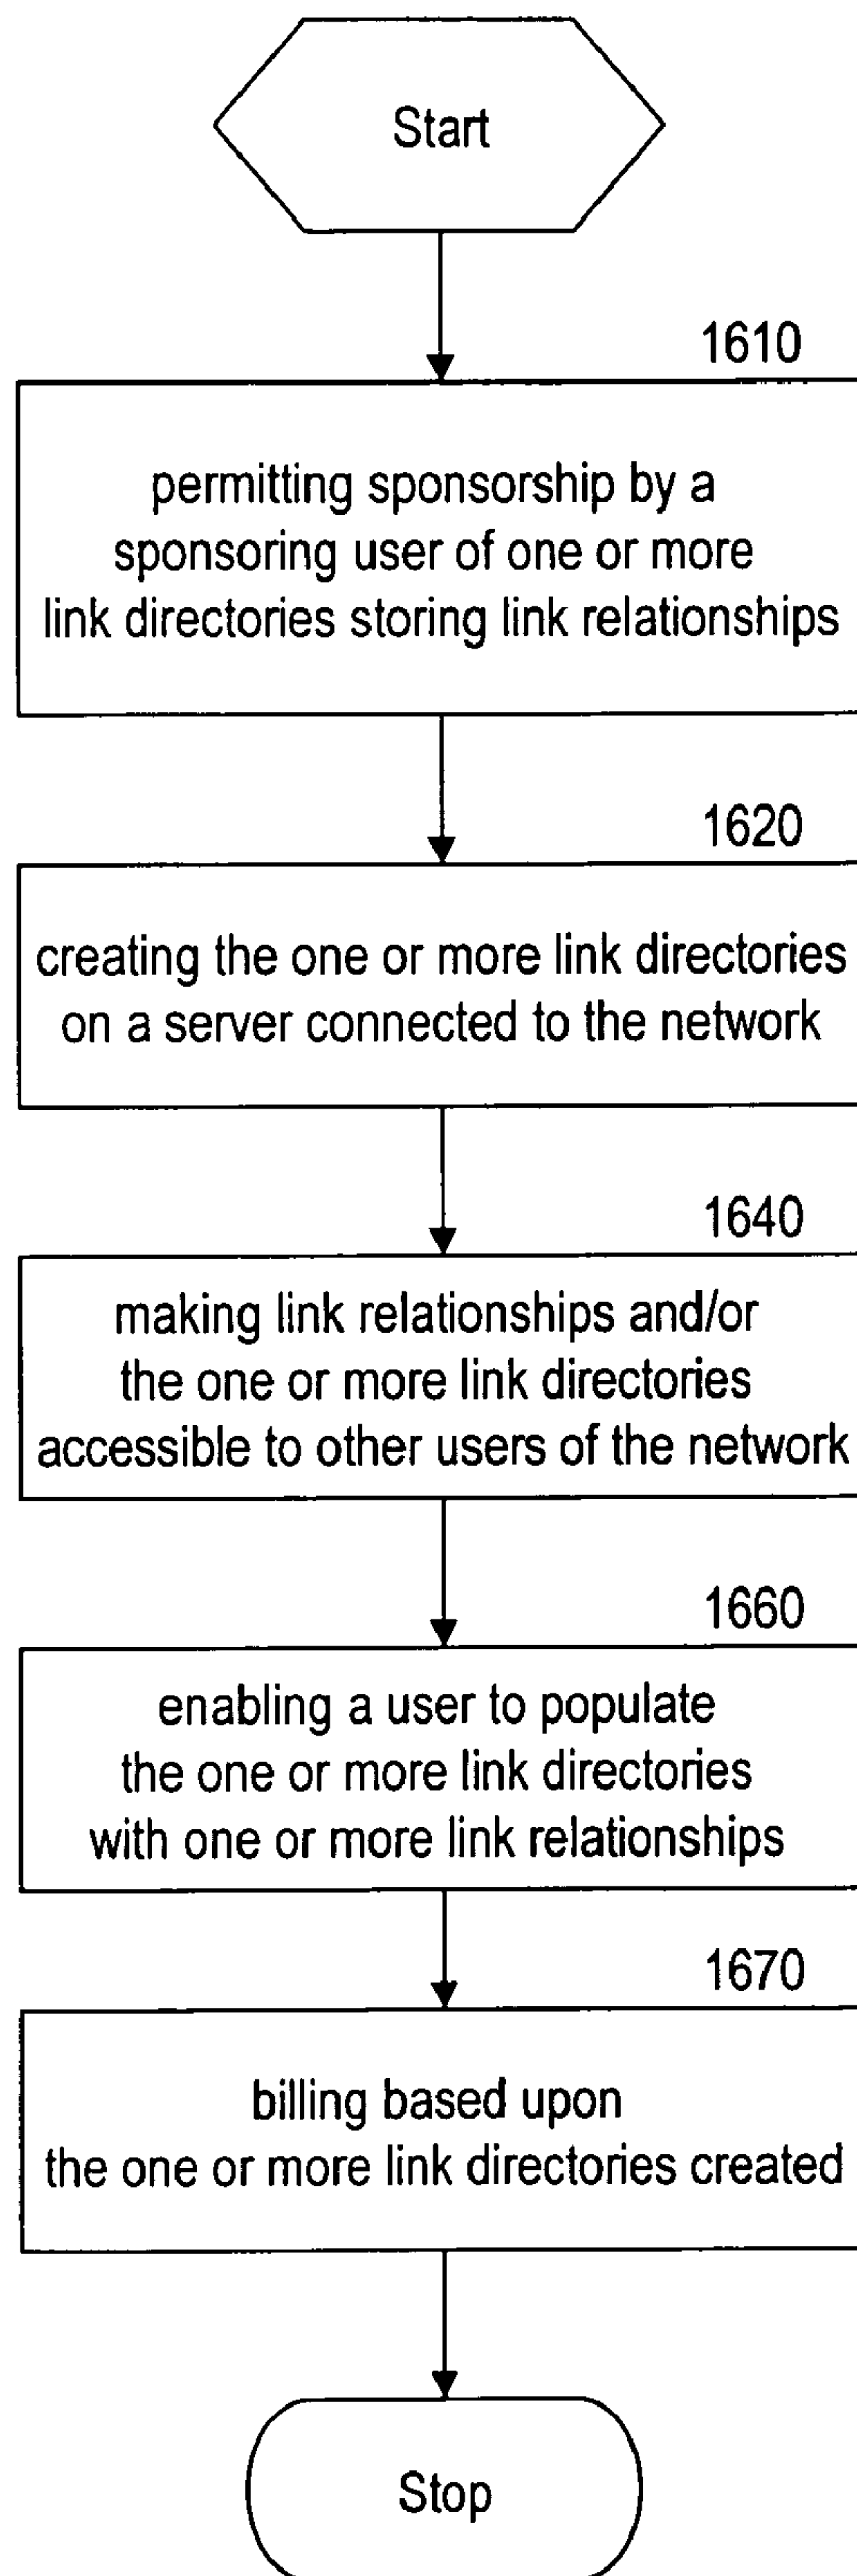 Start
1610
permitting sponsorship by a
sponsoring user of one or more
link directories storing link relationships
1620
creating the one or more link directories
on a server connected to the network
1640
making link relationships and/or
the one or more link directories
accessible to other users of the network
1660
enabling a user to populate
the one or more link directories
with one or more link relationships
1670
billing based upon
the one or more link directories created
Stop